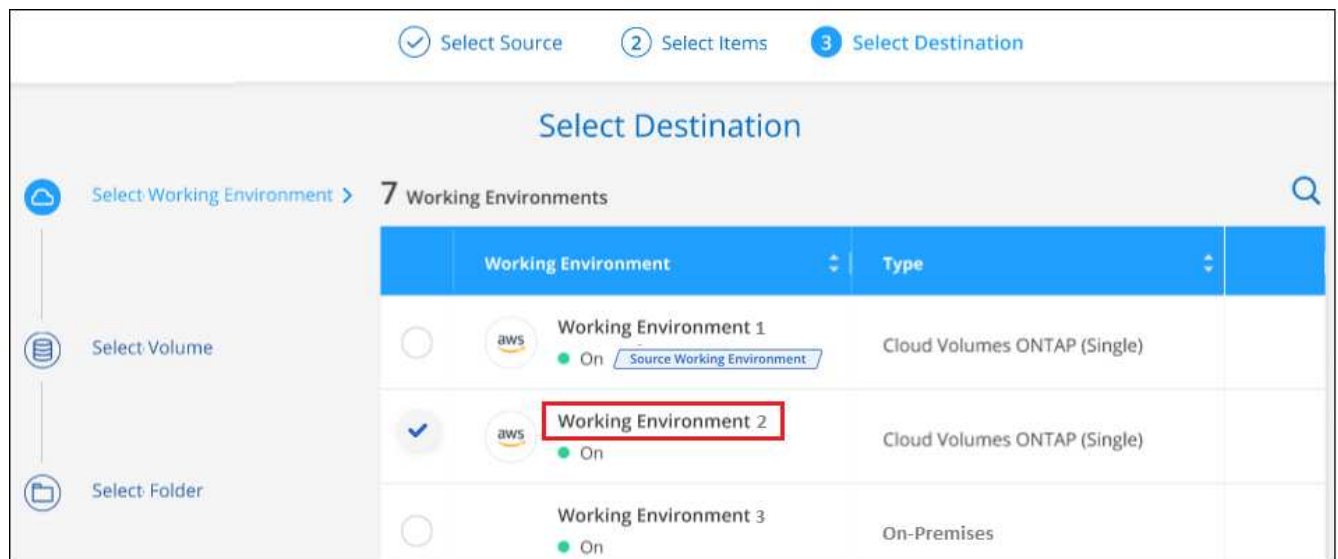 Select Source 2 Select Items 3 Select Destination
Select Destination
Select Working Environment >
7 Working Environments
Working Environment Type
Working Environment 1
aws
On Source Working Environment
Cloud Volumes ONTAP (Single)
Select Volume
Working Environment 2
aws
On
Cloud Volumes ONTAP (Single)
Select Folder
Working Environment 3
On
On-Premises